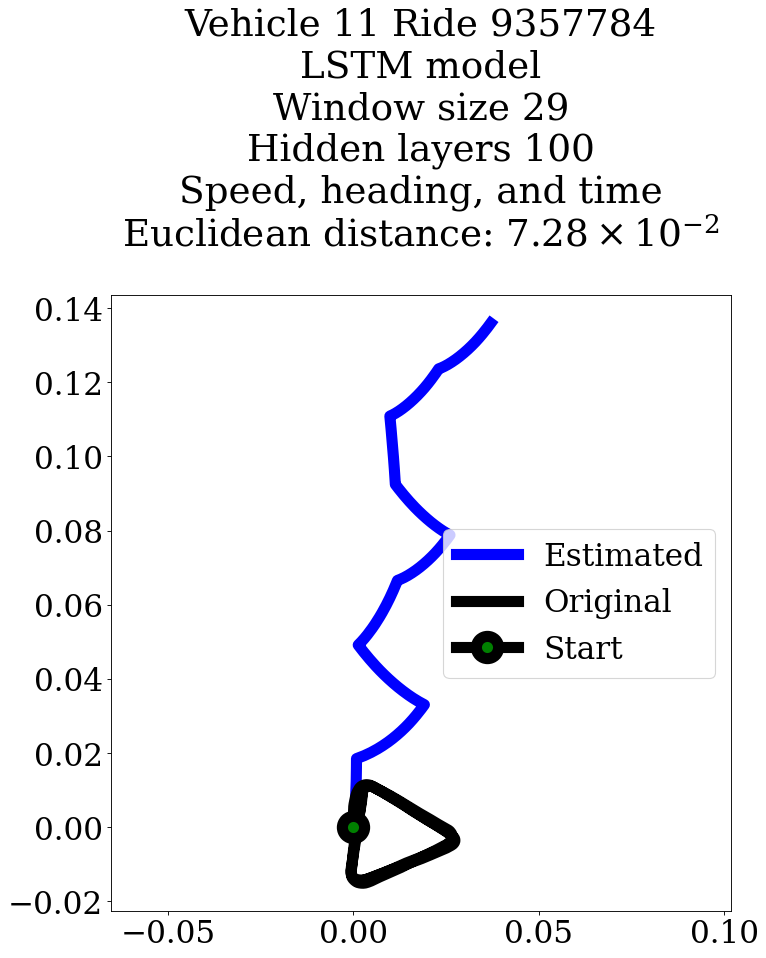 Vehicle 11 Ride 9357784
LSTM model
Window size 29
Hidden layers 100
Speed, heading, and time
Euclidean distance: 7.28 × 10⁻²
0.14
0.12
0.10
0.08
0.06
0.04
0.02
0.00
−0.02
Estimated
Original
Start
−0.05 0.00 0.05 0.10